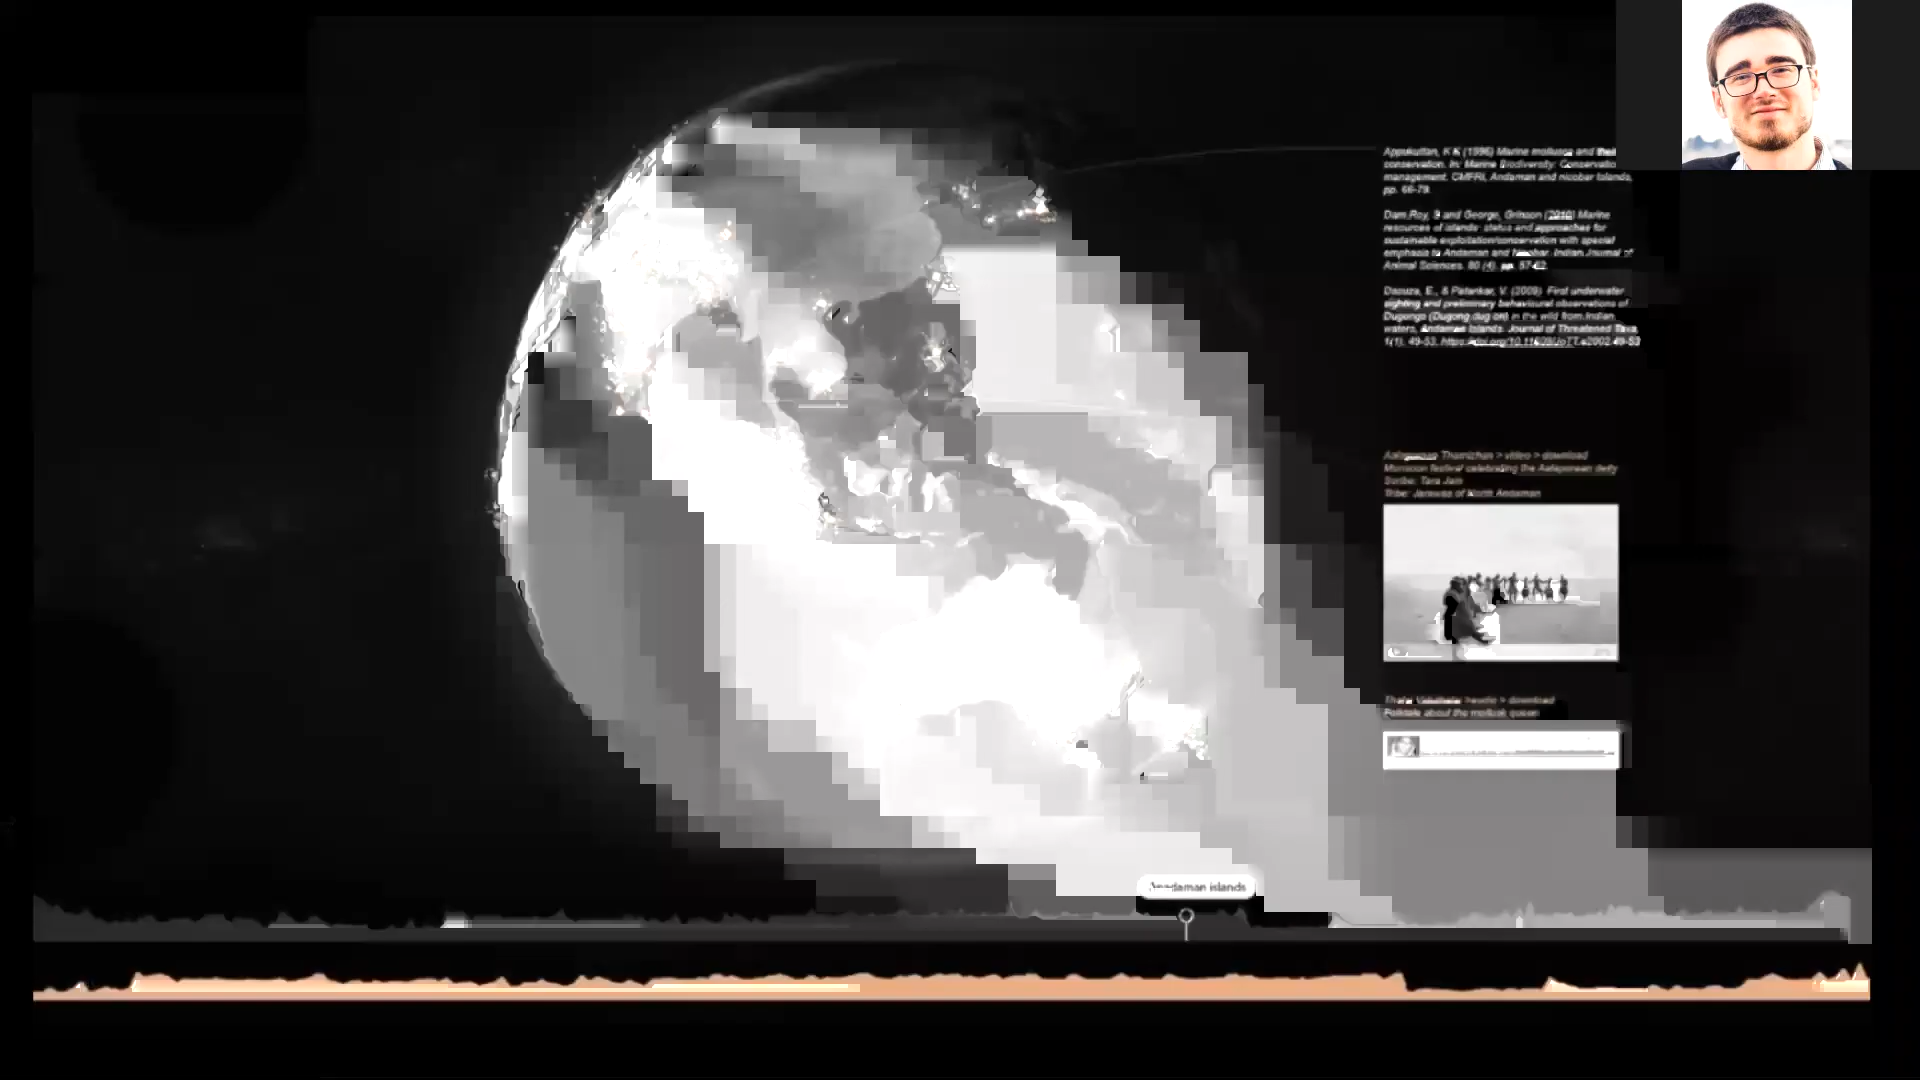 Appukuttan, K K (1996) Marine molluscs and their
conservation. In: Marine Biodiversity: Conservatio
management. CMFRI, Andaman and nicobar Islands,
pp. 66-79.
Dam Roy, S and George, Grinson (2010) Marine
resources of islands: status and approaches for
sustainable exploitation/conservation with special
emphasis to Andaman and Nicobar. Indian Journal of
Animal Sciences. 80 (4). pp. 57-62.
E., & Patankar, V. (2009). First underwater
sighting and preliminary behavioural observations of
Dugongs (Dugong dugon) in the wild from Indian
waters, Andaman Islands. Journal of Threatened Taxa,
1(1), 49-53.
Thamizhan > video > download
Monsoon festival celebrating the deity
Scribe: Tara Jain
Tribe: Jarawas of North Andaman
>audio > download
Folktale about the mollusk queen
Andaman islands